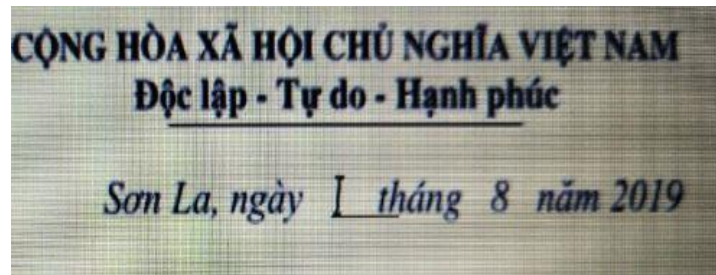 CỘNG HÒA XÃ HỘI CHỦ NGHĨA VIỆT NAM
Độc lập - Tự do - Hạnh phúc
Sơn La, ngày tháng 8 năm 2019